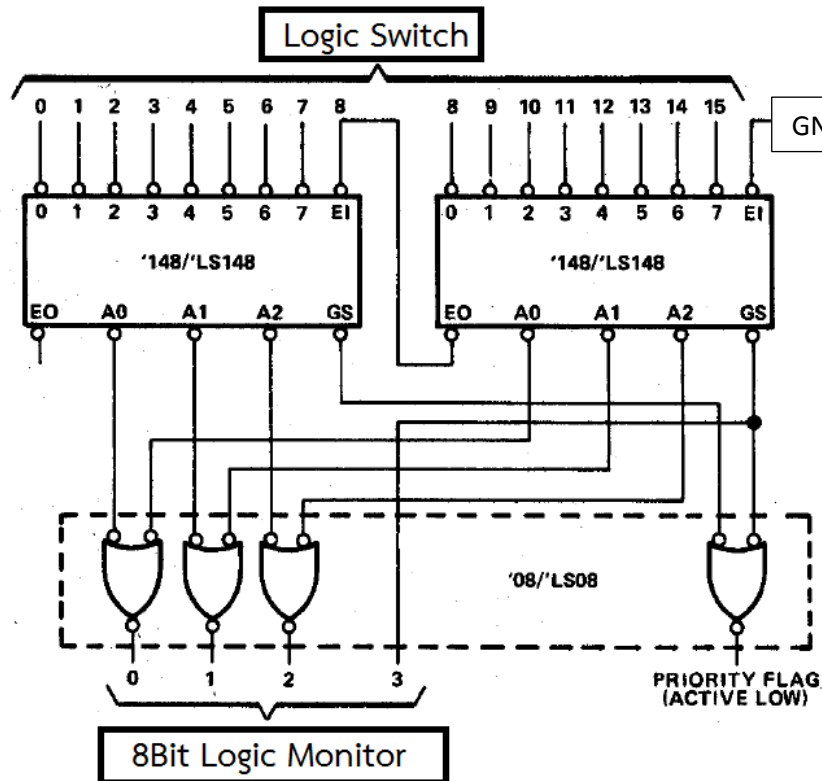 Logic Switch
0 1 2 3 4 5 6 7 8 8 9 10 11 12 13 14 15
GN
0 1 2 3 4 5 6 7 EI 0 1 2 3 4 5 6 7 EI
'148/'LS148 '148/'LS148
EO A0 A1 A2 GS EO A0 A1 A2 GS
'08/'LS08
0 1 2 3 PRIORITY FLAG
(ACTIVE LOW)
8Bit Logic Monitor